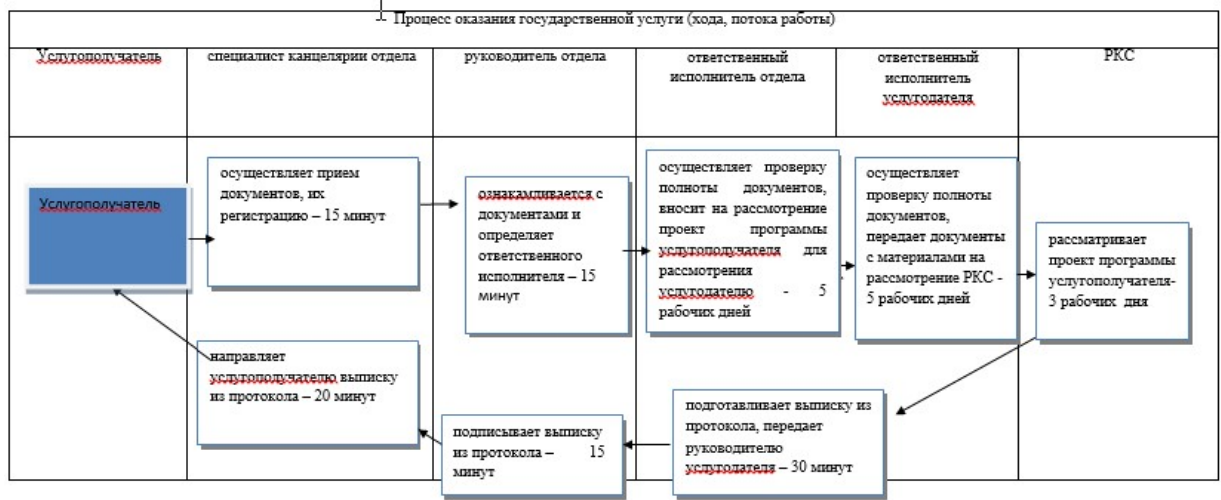 Процесс оказания государственной услуги (хода, потока работы)
Услугополучатель
специалист канцелярии отдела
руководитель отдела
ответственный
исполнитель отдела
ответственный
исполнитель
услугодателя
РКС
Услугополучатель
осуществляет прием
документов, их
регистрацию – 15 минут
ознакамливается с
документами и
определяет
ответственного
исполнителя – 15
минут
осуществляет проверку
полноты документов,
вносит на рассмотрение
проект программы
услугополучателя для
рассмотрения
услугодателю - 5
рабочих дней
осуществляет
проверку полноты
документов,
передает документы
с материалами на
рассмотрение РКС -
5 рабочих дней
рассматривает
проект программы
услугополучателя-
3 рабочих дня
направляет
услугополучателю выписку
из протокола – 20 минут
подписывает выписку
из протокола – 15
минут
подготавливает выписку из
протокола, передает
руководителю
услугодателя – 30 минут